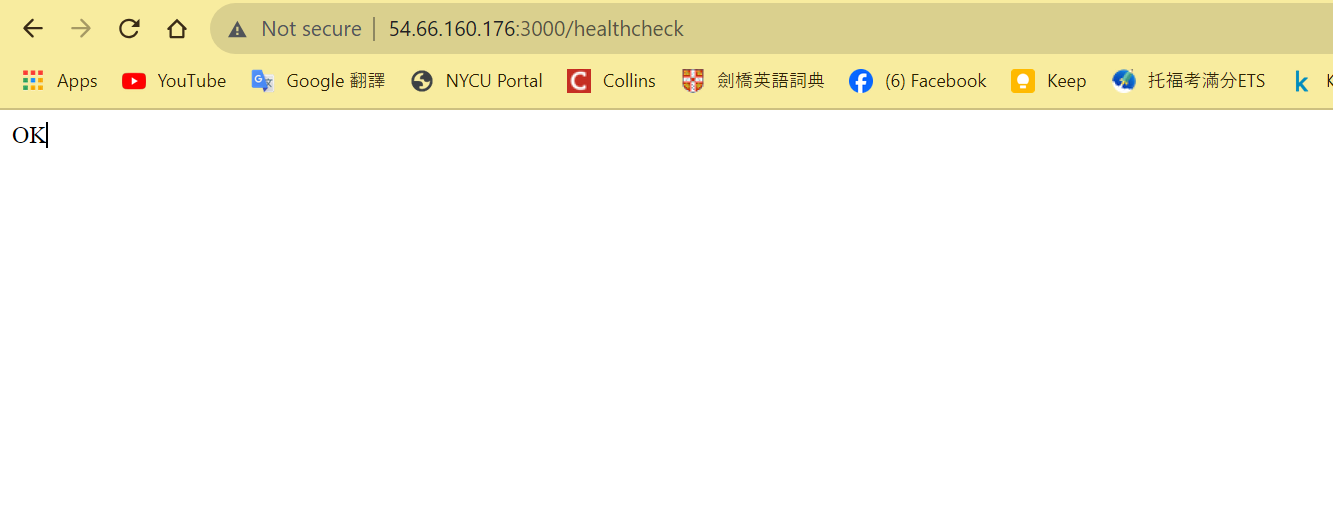 Not secure 54.66.160.176:3000/healthcheck
Apps YouTube Google 翻譯 NYCU Portal C Collins 劍橋英語詞典 (6) Facebook Keep 托福考滿分ETS k K
OK